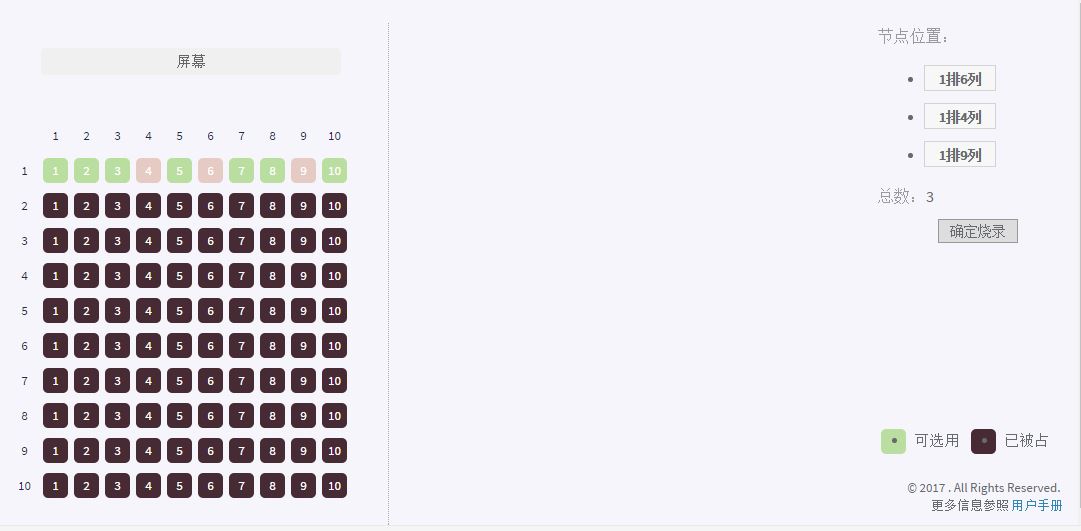 屏幕
1 2 3 4 5 6 7 8 9 10
1 1 2 3 4 5 6 7 8 9 10
2 1 2 3 4 5 6 7 8 9 10
3 1 2 3 4 5 6 7 8 9 10
4 1 2 3 4 5 6 7 8 9 10
5 1 2 3 4 5 6 7 8 9 10
6 1 2 3 4 5 6 7 8 9 10
7 1 2 3 4 5 6 7 8 9 10
8 1 2 3 4 5 6 7 8 9 10
9 1 2 3 4 5 6 7 8 9 10
10 1 2 3 4 5 6 7 8 9 10
节点位置：
1排6列
1排4列
1排9列
总数：3
确定烧录
可选用 已被占
© 2017 . All Rights Reserved.
更多信息参照 用户手册